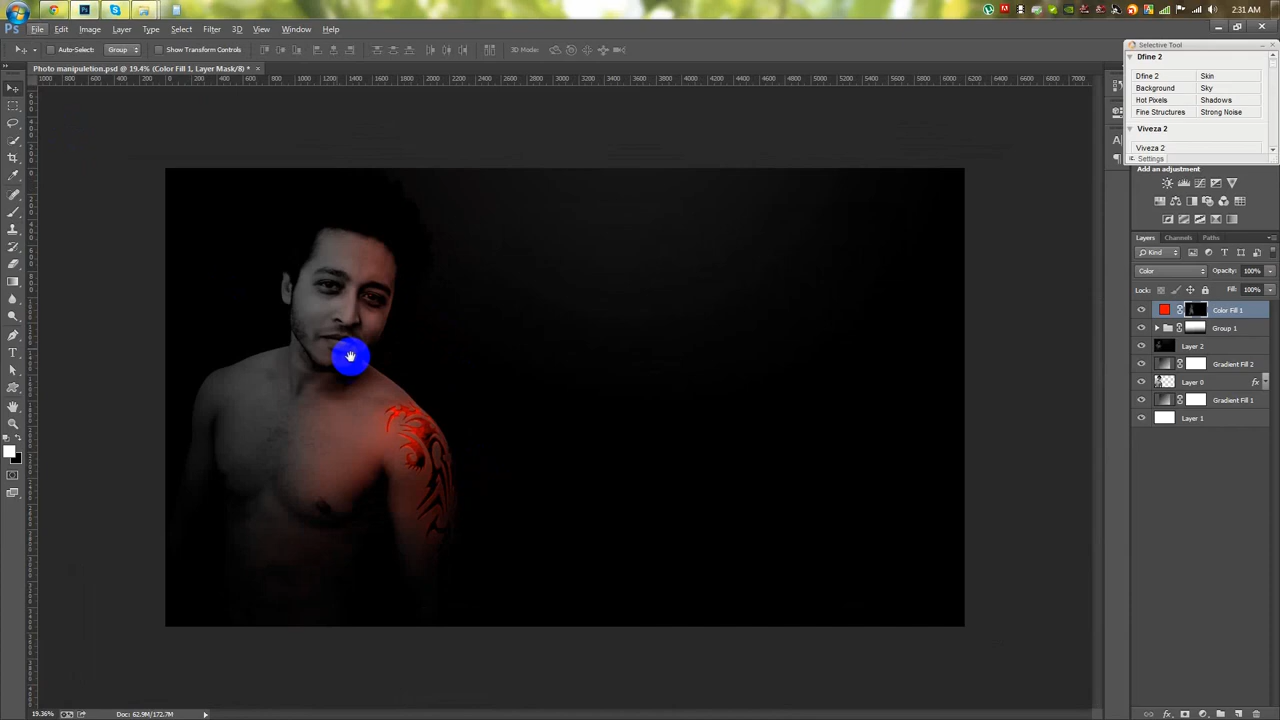 2:31 AM
Ps File Edit Image Layer Type Select Filter 3D View Window Help
Auto-Select: Group Show Transform Controls 3D Mode:
Photo manipuletion.psd @ 19.4% (Color Fill 1, Layer Mask/8) *
Selective Tool
Dfine 2
Dfine 2 Skin
Background Sky
Hot Pixels Shadows
Fine Structures Strong Noise
Viveza 2
Viveza 2
Settings
Add an adjustment
Layers Channels Paths
Kind
Color Opacity: 100%
Lock: Fill: 100%
Color Fill 1
Group 1
Layer 2
Gradient Fill 2
Layer 0 fx
Gradient Fill 1
Layer 1
19.36% Doc: 62.9M/172.7M